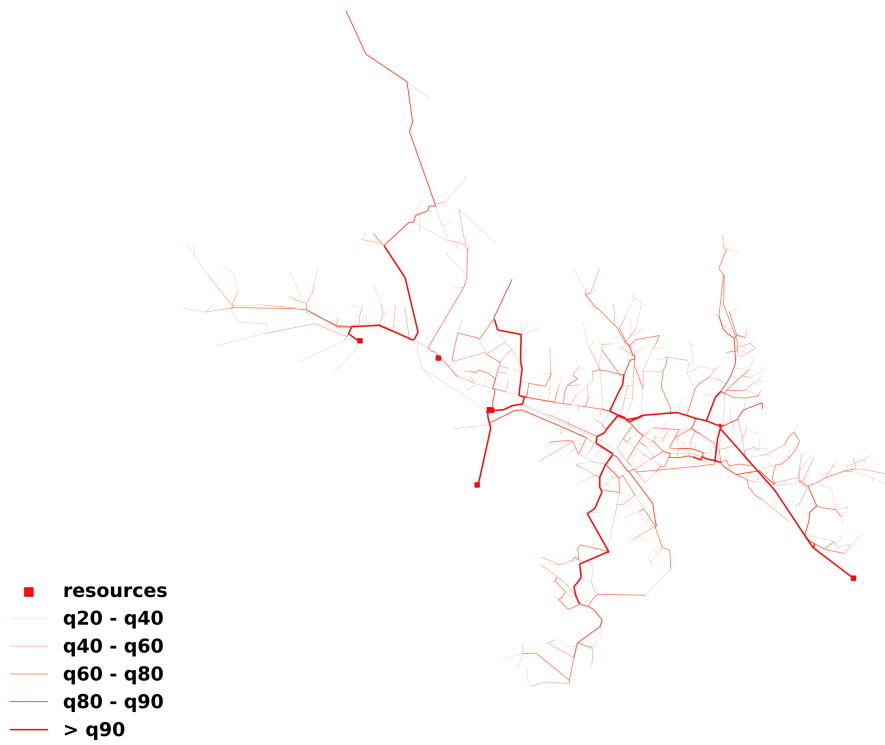 resources
q20 - q40
q40 - q60
q60 - q80
q80 - q90
> q90